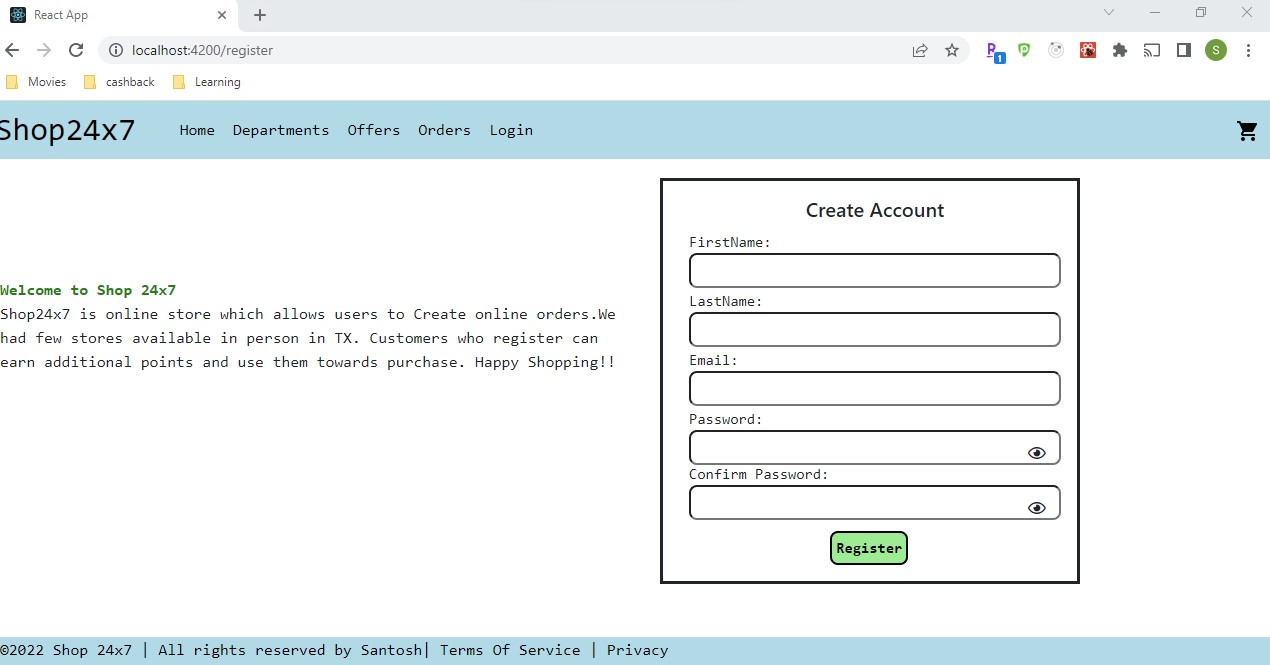 React App
localhost:4200/register
1
S
Movies cashback Learning
Shop24x7 Home Departments Offers Orders Login
Welcome to Shop 24x7
Shop24x7 is online store which allows users to Create online orders.We
had few stores available in person in TX. Customers who register can
earn additional points and use them towards purchase. Happy Shopping!!
Create Account
FirstName:
LastName:
Email:
Password:
Confirm Password:
Register
©2022 Shop 24x7 | All rights reserved by Santosh| Terms Of Service | Privacy